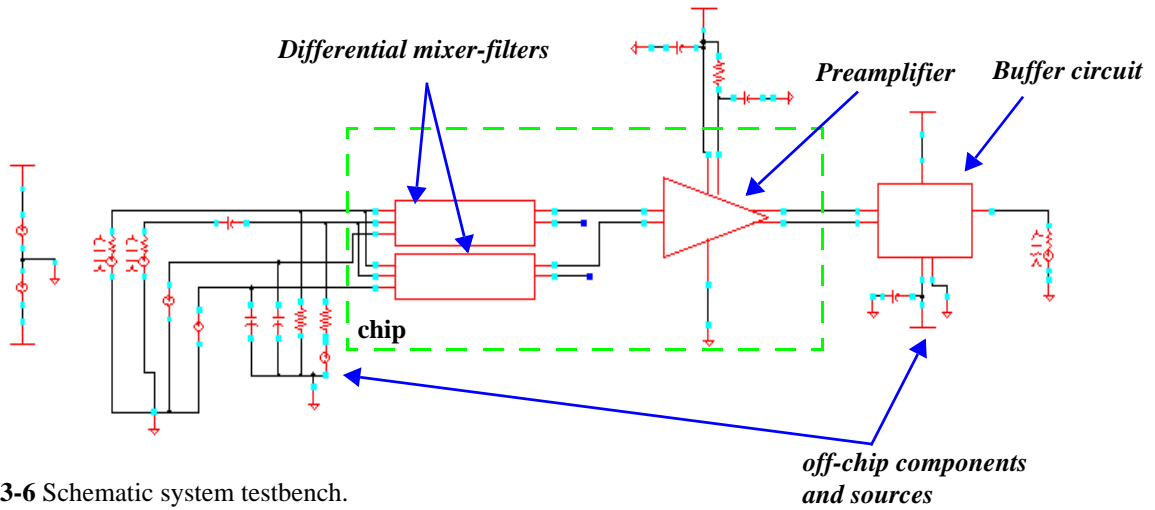 Differential mixer-filters
Preamplifier
Buffer circuit
chip
off-chip components
and sources
3-6 Schematic system testbench.